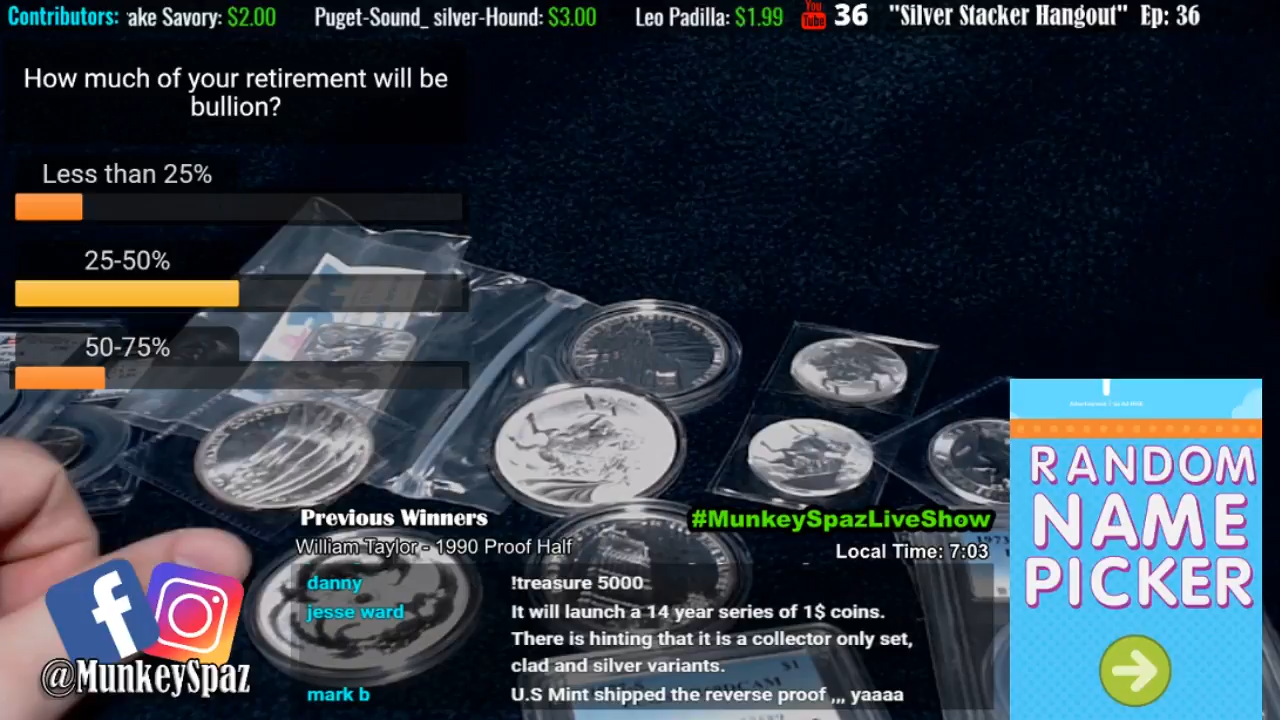 Contributors: ake Savory: $2.00 Puget-Sound_ silver-Hound: $3.00 Leo Padilla: $1.99 You Tube 36 "Silver Stacker Hangout" Ep: 36
How much of your retirement will be
bullion?
Less than 25%
25-50%
50-75%
Previous Winners
William Taylor - 1990 Proof Half
#MunkeySpazLiveShow
Local Time: 7:03
danny !treasure 5000
jesse ward It will launch a 14 year series of 1$ coins.
There is hinting that it is a collector only set,
clad and silver variants.
mark b U.S Mint shipped the reverse proof ,,, yaaaa
@MunkeySpaz
RANDOM
NAME
PICKER
$1